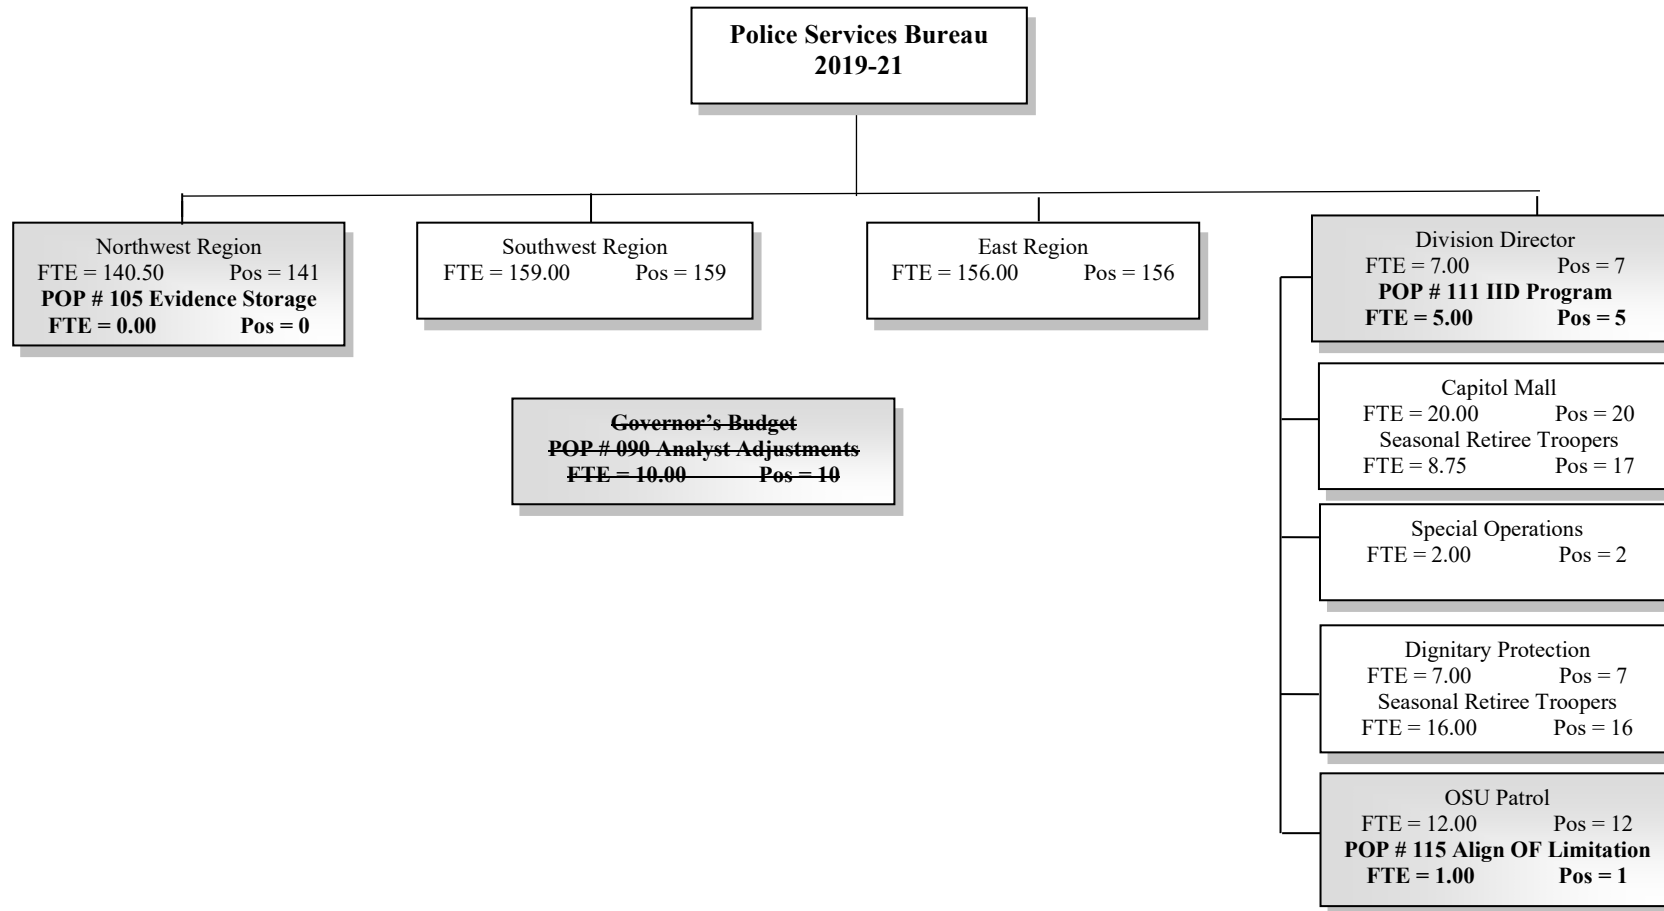 Police Services Bureau
2019-21
Northwest Region
FTE = 140.50 Pos = 141
POP # 105 Evidence Storage
FTE = 0.00 Pos = 0
Southwest Region
FTE = 159.00 Pos = 159
East Region
FTE = 156.00 Pos = 156
Division Director
FTE = 7.00 Pos = 7
POP # 111 IID Program
FTE = 5.00 Pos = 5
Governor's Budget
POP # 090 Analyst Adjustments
FTE = 10.00 Pos = 10
Capitol Mall
FTE = 20.00 Pos = 20
Seasonal Retiree Troopers
FTE = 8.75 Pos = 17
Special Operations
FTE = 2.00 Pos = 2
Dignitary Protection
FTE = 7.00 Pos = 7
Seasonal Retiree Troopers
FTE = 16.00 Pos = 16
OSU Patrol
FTE = 12.00 Pos = 12
POP # 115 Align OF Limitation
FTE = 1.00 Pos = 1